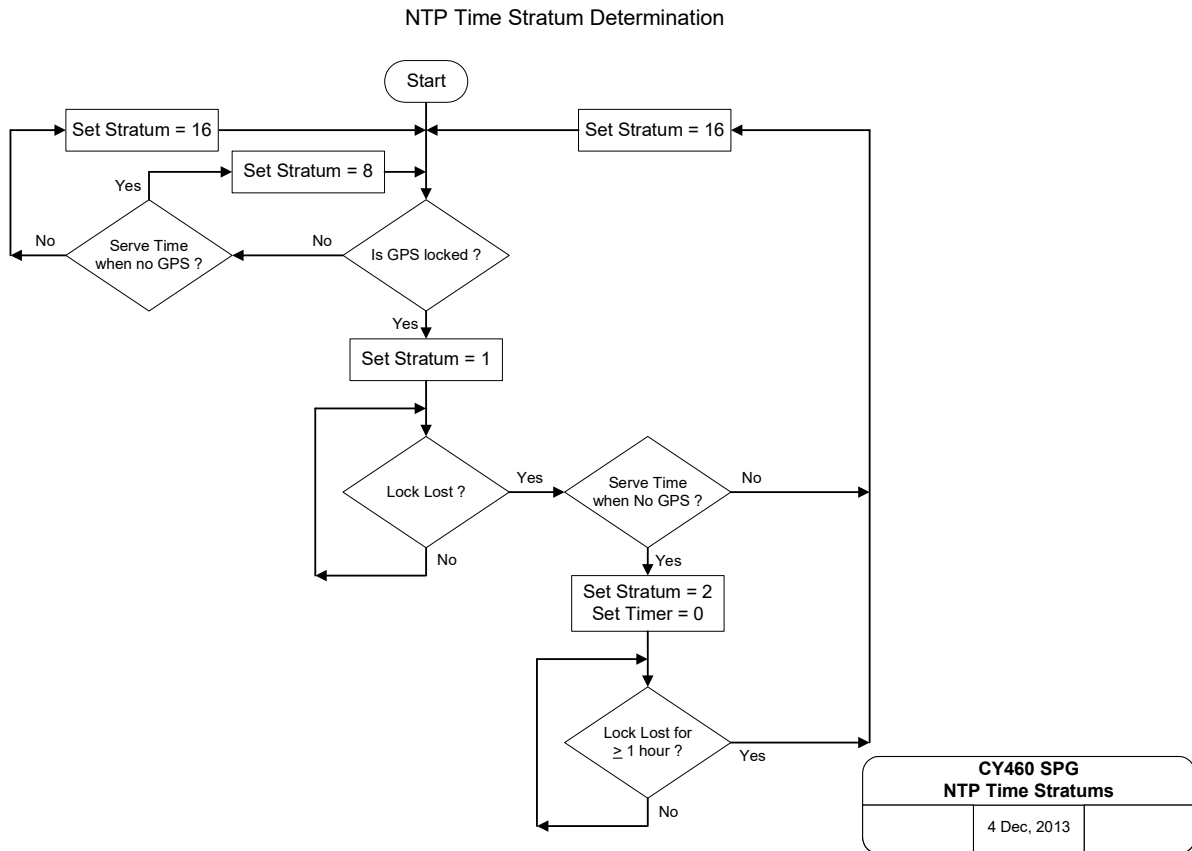 NTP Time Stratum Determination
Start
Set Stratum = 16
Set Stratum = 16
Set Stratum = 8
Yes
No
Serve Time
when no GPS ?
No
Is GPS locked ?
Yes
Set Stratum = 1
Lock Lost ?
Yes
No
Serve Time
when No GPS ?
No
Yes
Set Stratum = 2
Set Timer = 0
Lock Lost for
≥ 1 hour ?
Yes
No
CY460 SPG
NTP Time Stratums
4 Dec, 2013